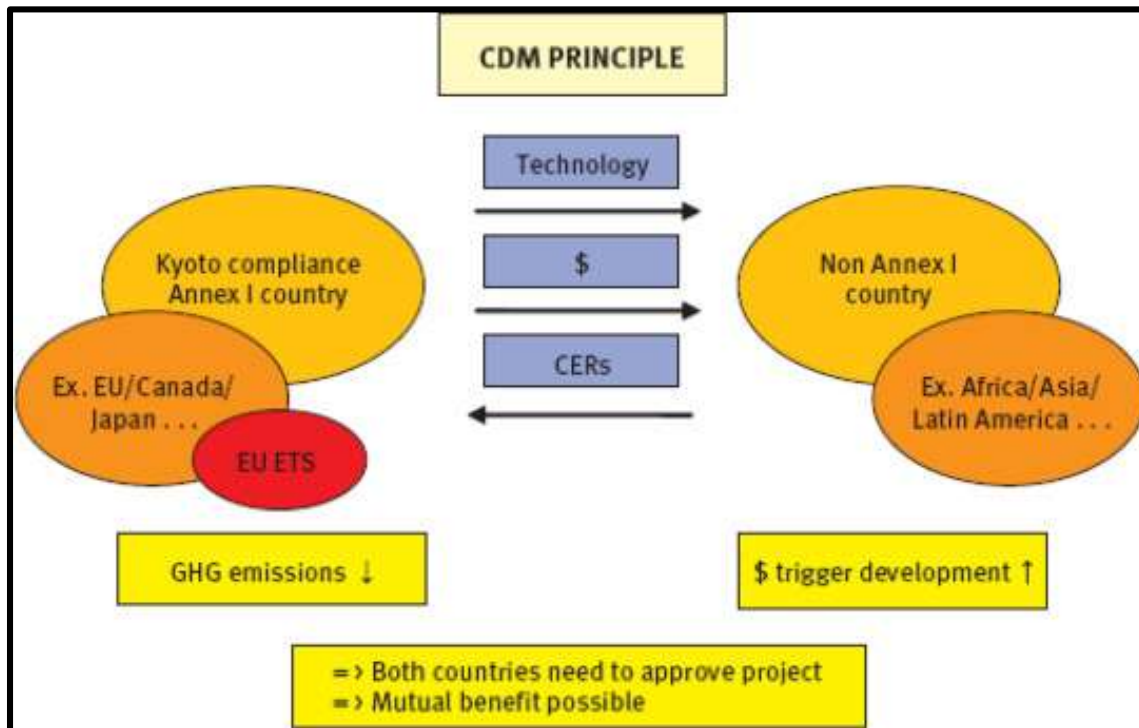 CDM PRINCIPLE
Technology
$
CERs
Kyoto compliance
Annex I country
Ex. EU/Canada/
Japan . . .
EU ETS
Non Annex I
country
Ex. Africa/Asia/
Latin America . . .
GHG emissions ↓
$ trigger development ↑
= > Both countries need to approve project
= > Mutual benefit possible